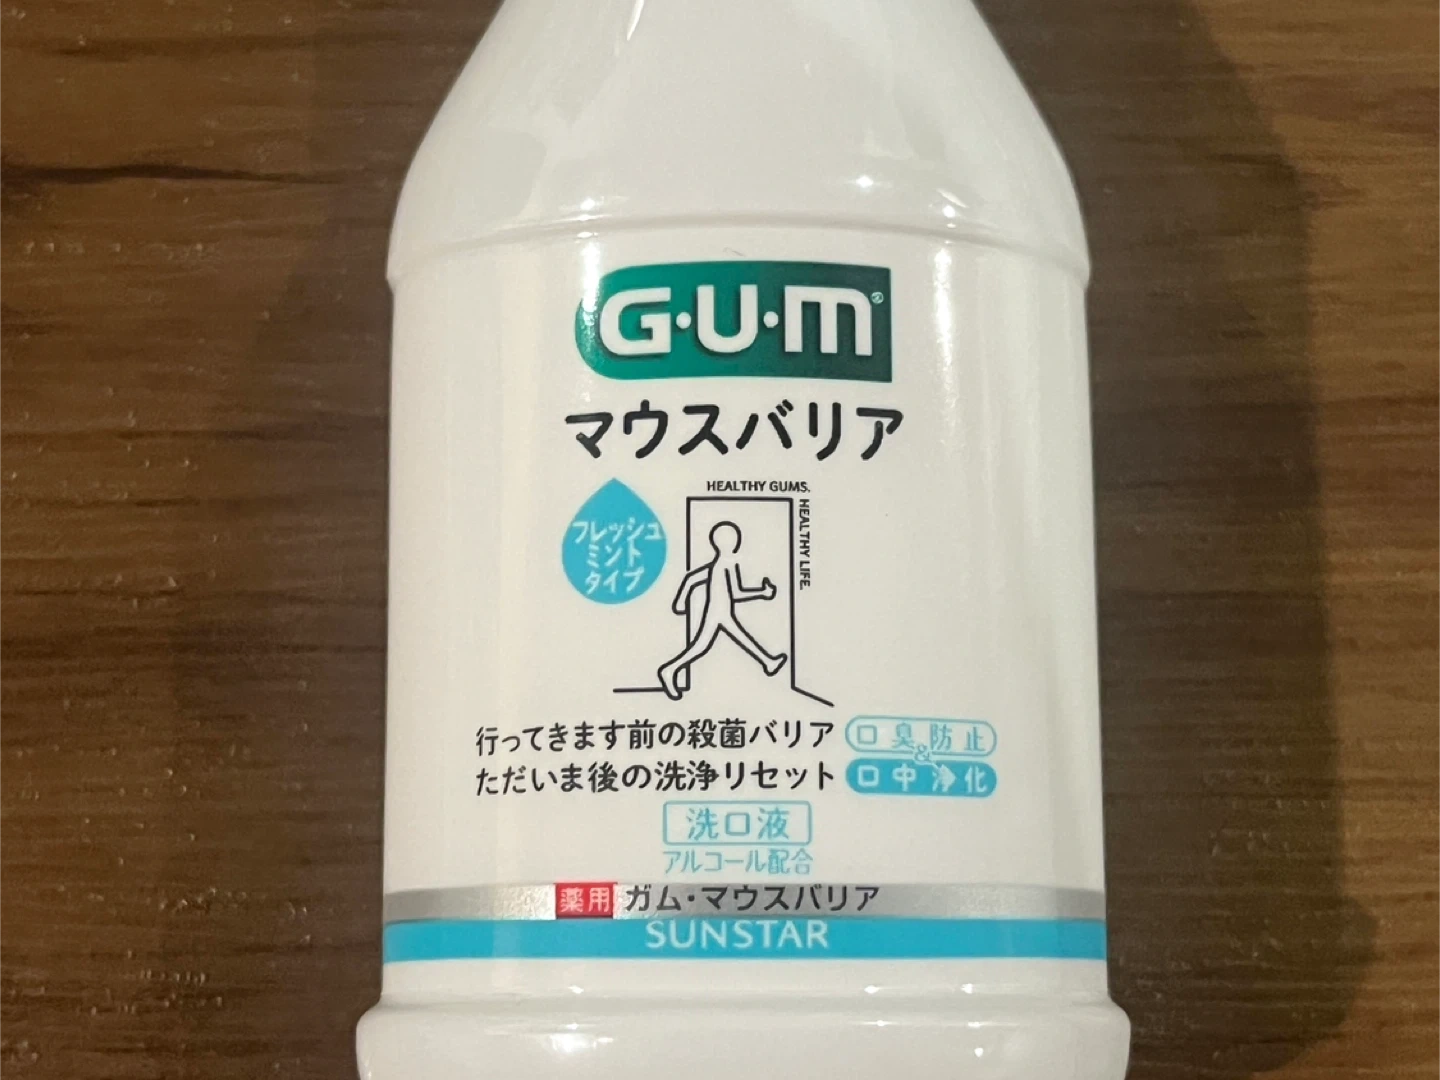 G・U・M®
マウスバリア
HEALTHY GUMS.
HEALTHY LIFE.
フレッシュ
ミント
タイプ
行ってきます前の殺菌バリア
口臭防止
&
ただいま後の洗浄リセット
口中浄化
洗口液
アルコール配合
薬用 ガム・マウスバリア
SUNSTAR